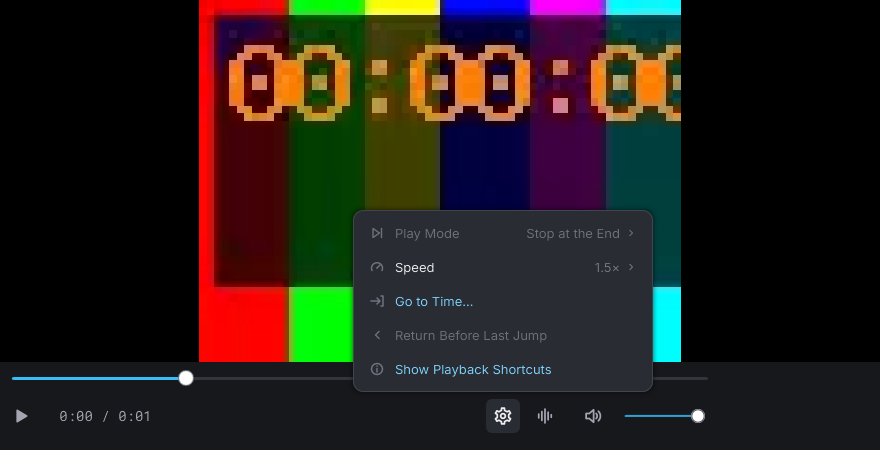 00:00:0
Play Mode Stop at the End
Speed 1.5×
Go to Time...
Return Before Last Jump
Show Playback Shortcuts
0:00 / 0:01